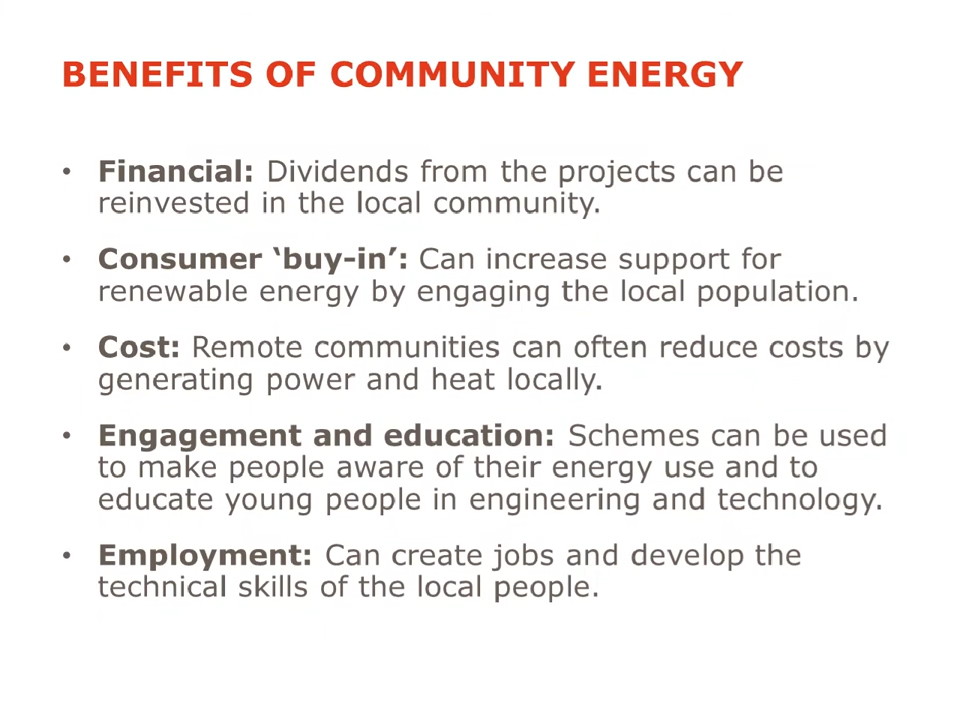 BENEFITS OF COMMUNITY ENERGY
• Financial: Dividends from the projects can be
reinvested in the local community.
• Consumer ‘buy-in’: Can increase support for
renewable energy by engaging the local population.
• Cost: Remote communities can often reduce costs by
generating power and heat locally.
• Engagement and education: Schemes can be used
to make people aware of their energy use and to
educate young people in engineering and technology.
• Employment: Can create jobs and develop the
technical skills of the local people.